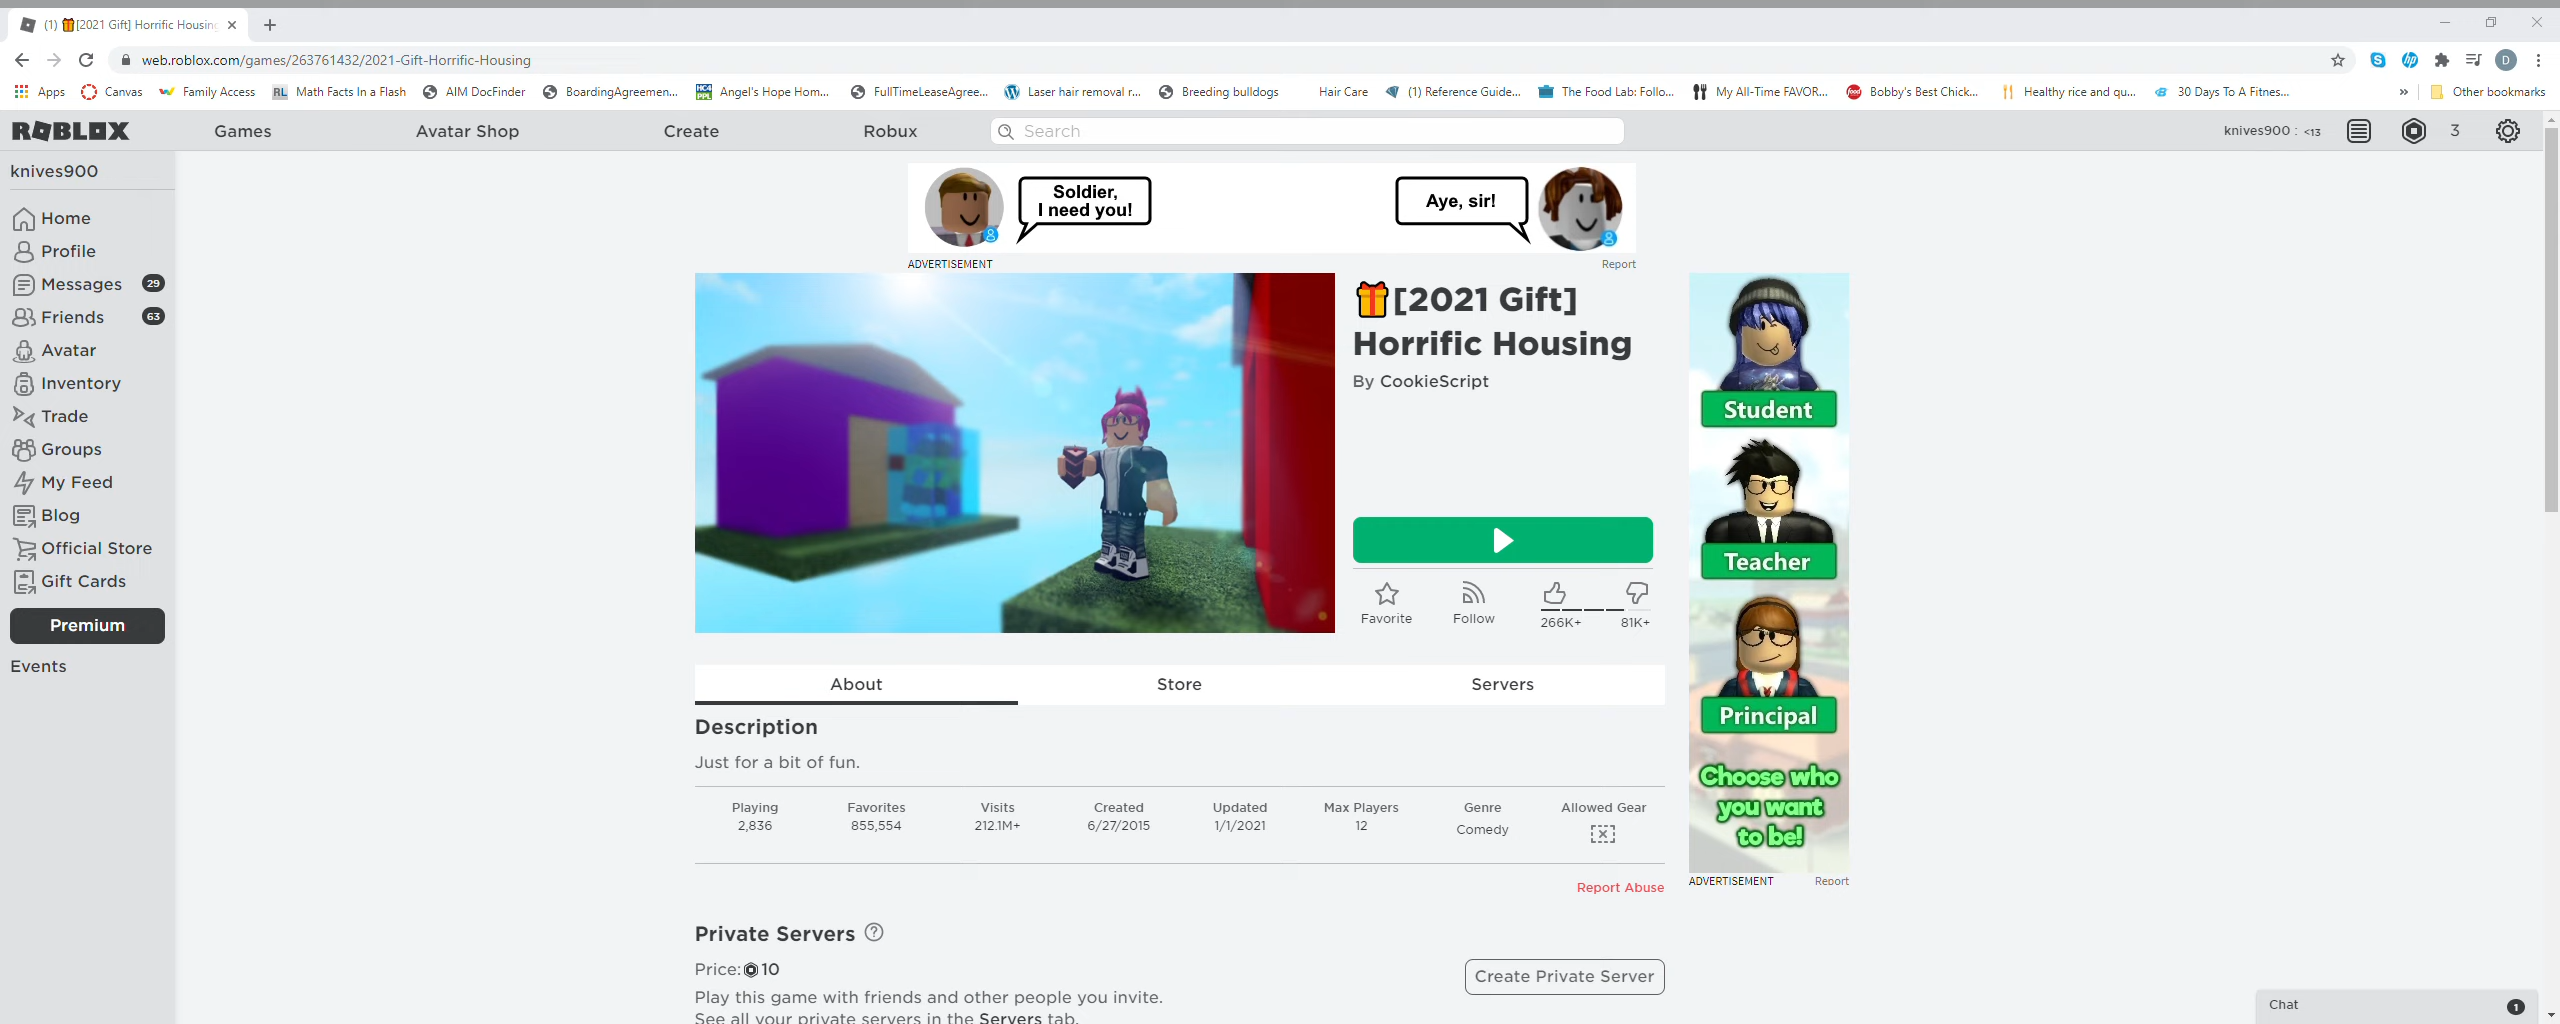 (1) 🎁[2021 Gift] Horrific Housing
web.roblox.com/games/263761432/2021-Gift-Horrific-Housing
D
Apps
Canvas
Family Access
RL Math Facts In a Flash
AIM DocFinder
BoardingAgreemen...
HC4 PPL Angel's Hope Hom...
FullTimeLeaseAgree...
Laser hair removal r...
Breeding bulldogs
Hair Care
(1) Reference Guide...
The Food Lab: Follo...
My All-Time FAVOR...
food Bobby's Best Chick...
Healthy rice and qu...
30 Days To A Fitnes...
»
Other bookmarks
ROBLOX
Games
Avatar Shop
Create
Robux
Search
knives900 : <13
3
knives900
Home
Profile
Messages 29
Friends 63
Avatar
Inventory
Trade
Groups
My Feed
Blog
Official Store
Gift Cards
Premium
Events
Soldier,
I need you!
Aye, sir!
ADVERTISEMENT
Report
🎁[2021 Gift]
Horrific Housing
By CookieScript
Favorite
Follow
266K+
81K+
Student
Teacher
Principal
Choose who
you want
to be!
ADVERTISEMENT
Report
About
Store
Servers
Description
Just for a bit of fun.
Playing
2,836
Favorites
855,554
Visits
212.1M+
Created
6/27/2015
Updated
1/1/2021
Max Players
12
Genre
Comedy
Allowed Gear
Report Abuse
Private Servers ?
Price: 10
Create Private Server
Play this game with friends and other people you invite.
See all your private servers in the Servers tab.
Chat 1